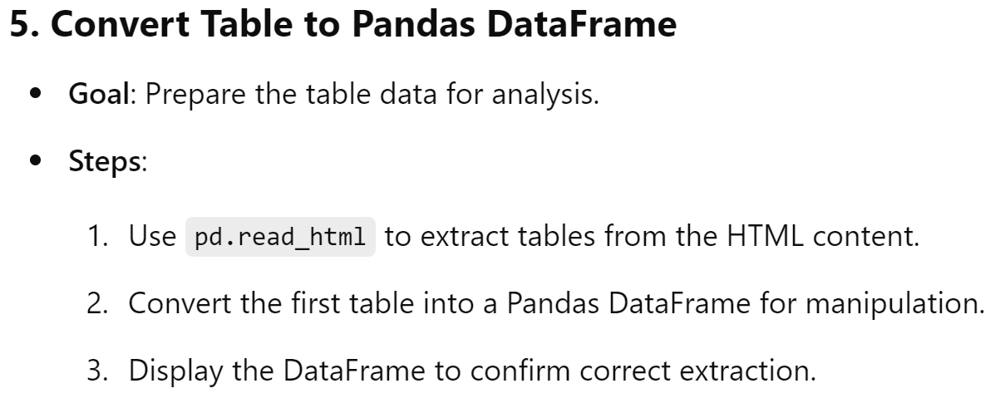 5. Convert Table to Pandas DataFrame
• Goal: Prepare the table data for analysis.
• Steps:
1. Use pd.read_html to extract tables from the HTML content.
2. Convert the first table into a Pandas DataFrame for manipulation.
3. Display the DataFrame to confirm correct extraction.